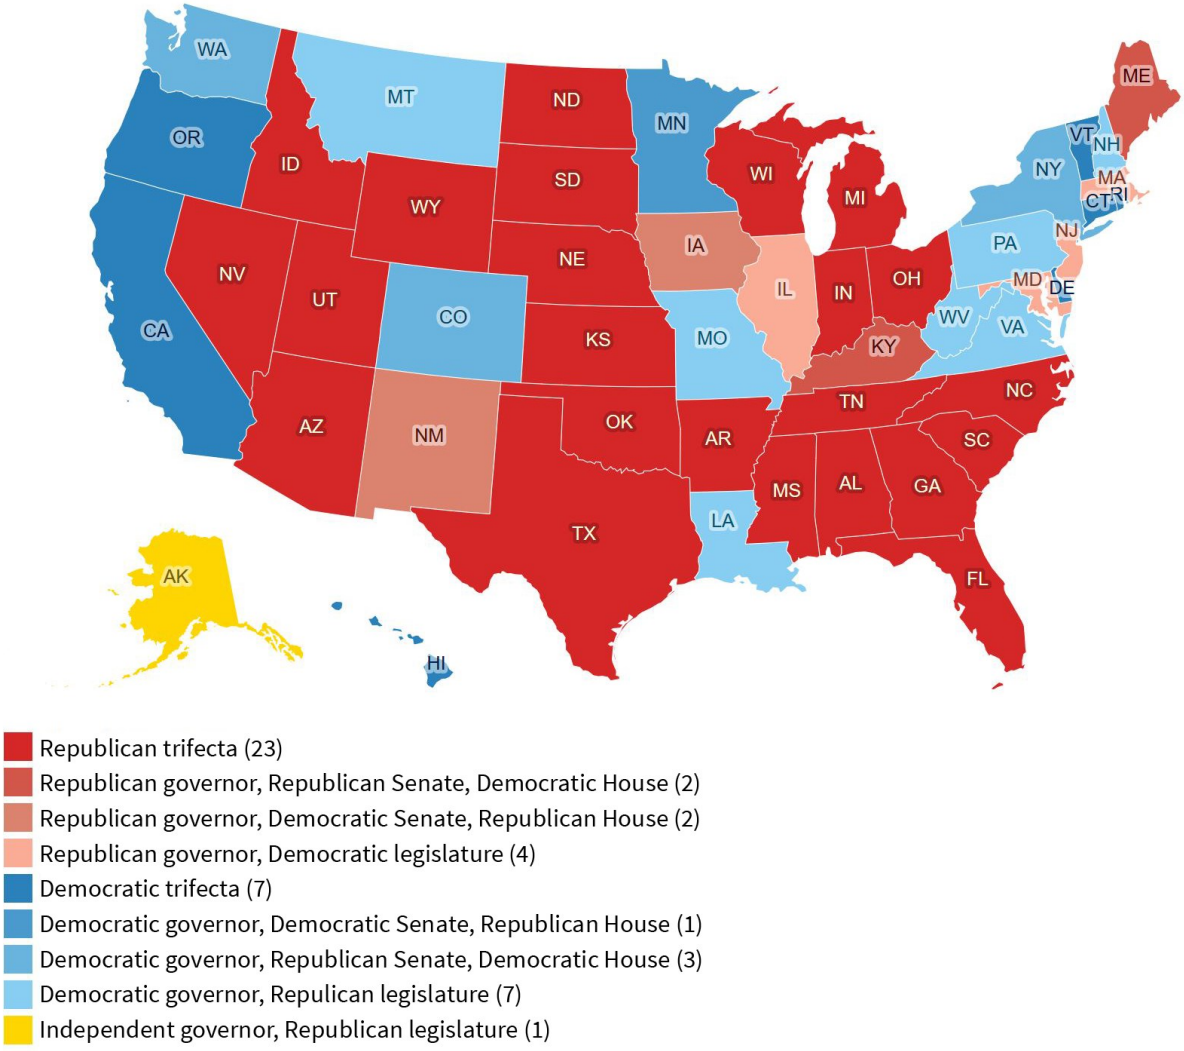 WA
MT
ND
MN
ME
OR
ID
SD
WI
MI
VT
NH
NY
MA
CT
RI
WY
IA
NE
PA
NJ
NV
UT
CO
IL
IN
OH
MD
DE
CA
KS
MO
KY
WV
VA
AZ
NM
OK
AR
TN
NC
SC
TX
LA
MS
AL
GA
FL
AK
HI
Republican trifecta (23)
Republican governor, Republican Senate, Democratic House (2)
Republican governor, Democratic Senate, Republican House (2)
Republican governor, Democratic legislature (4)
Democratic trifecta (7)
Democratic governor, Democratic Senate, Republican House (1)
Democratic governor, Republican Senate, Democratic House (3)
Democratic governor, Repulican legislature (7)
Independent governor, Republican legislature (1)